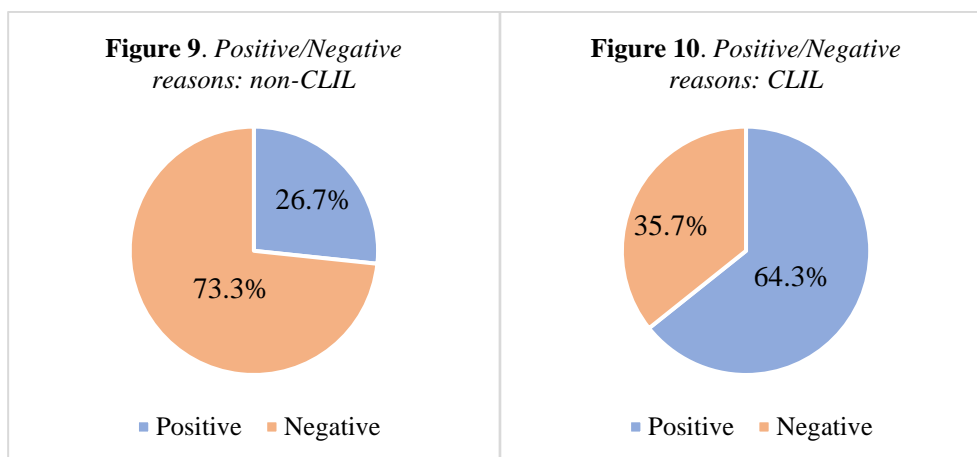 Figure 9. Positive/Negative
reasons: non-CLIL
26.7%
73.3%
Positive Negative
Figure 10. Positive/Negative
reasons: CLIL
35.7%
64.3%
Positive Negative